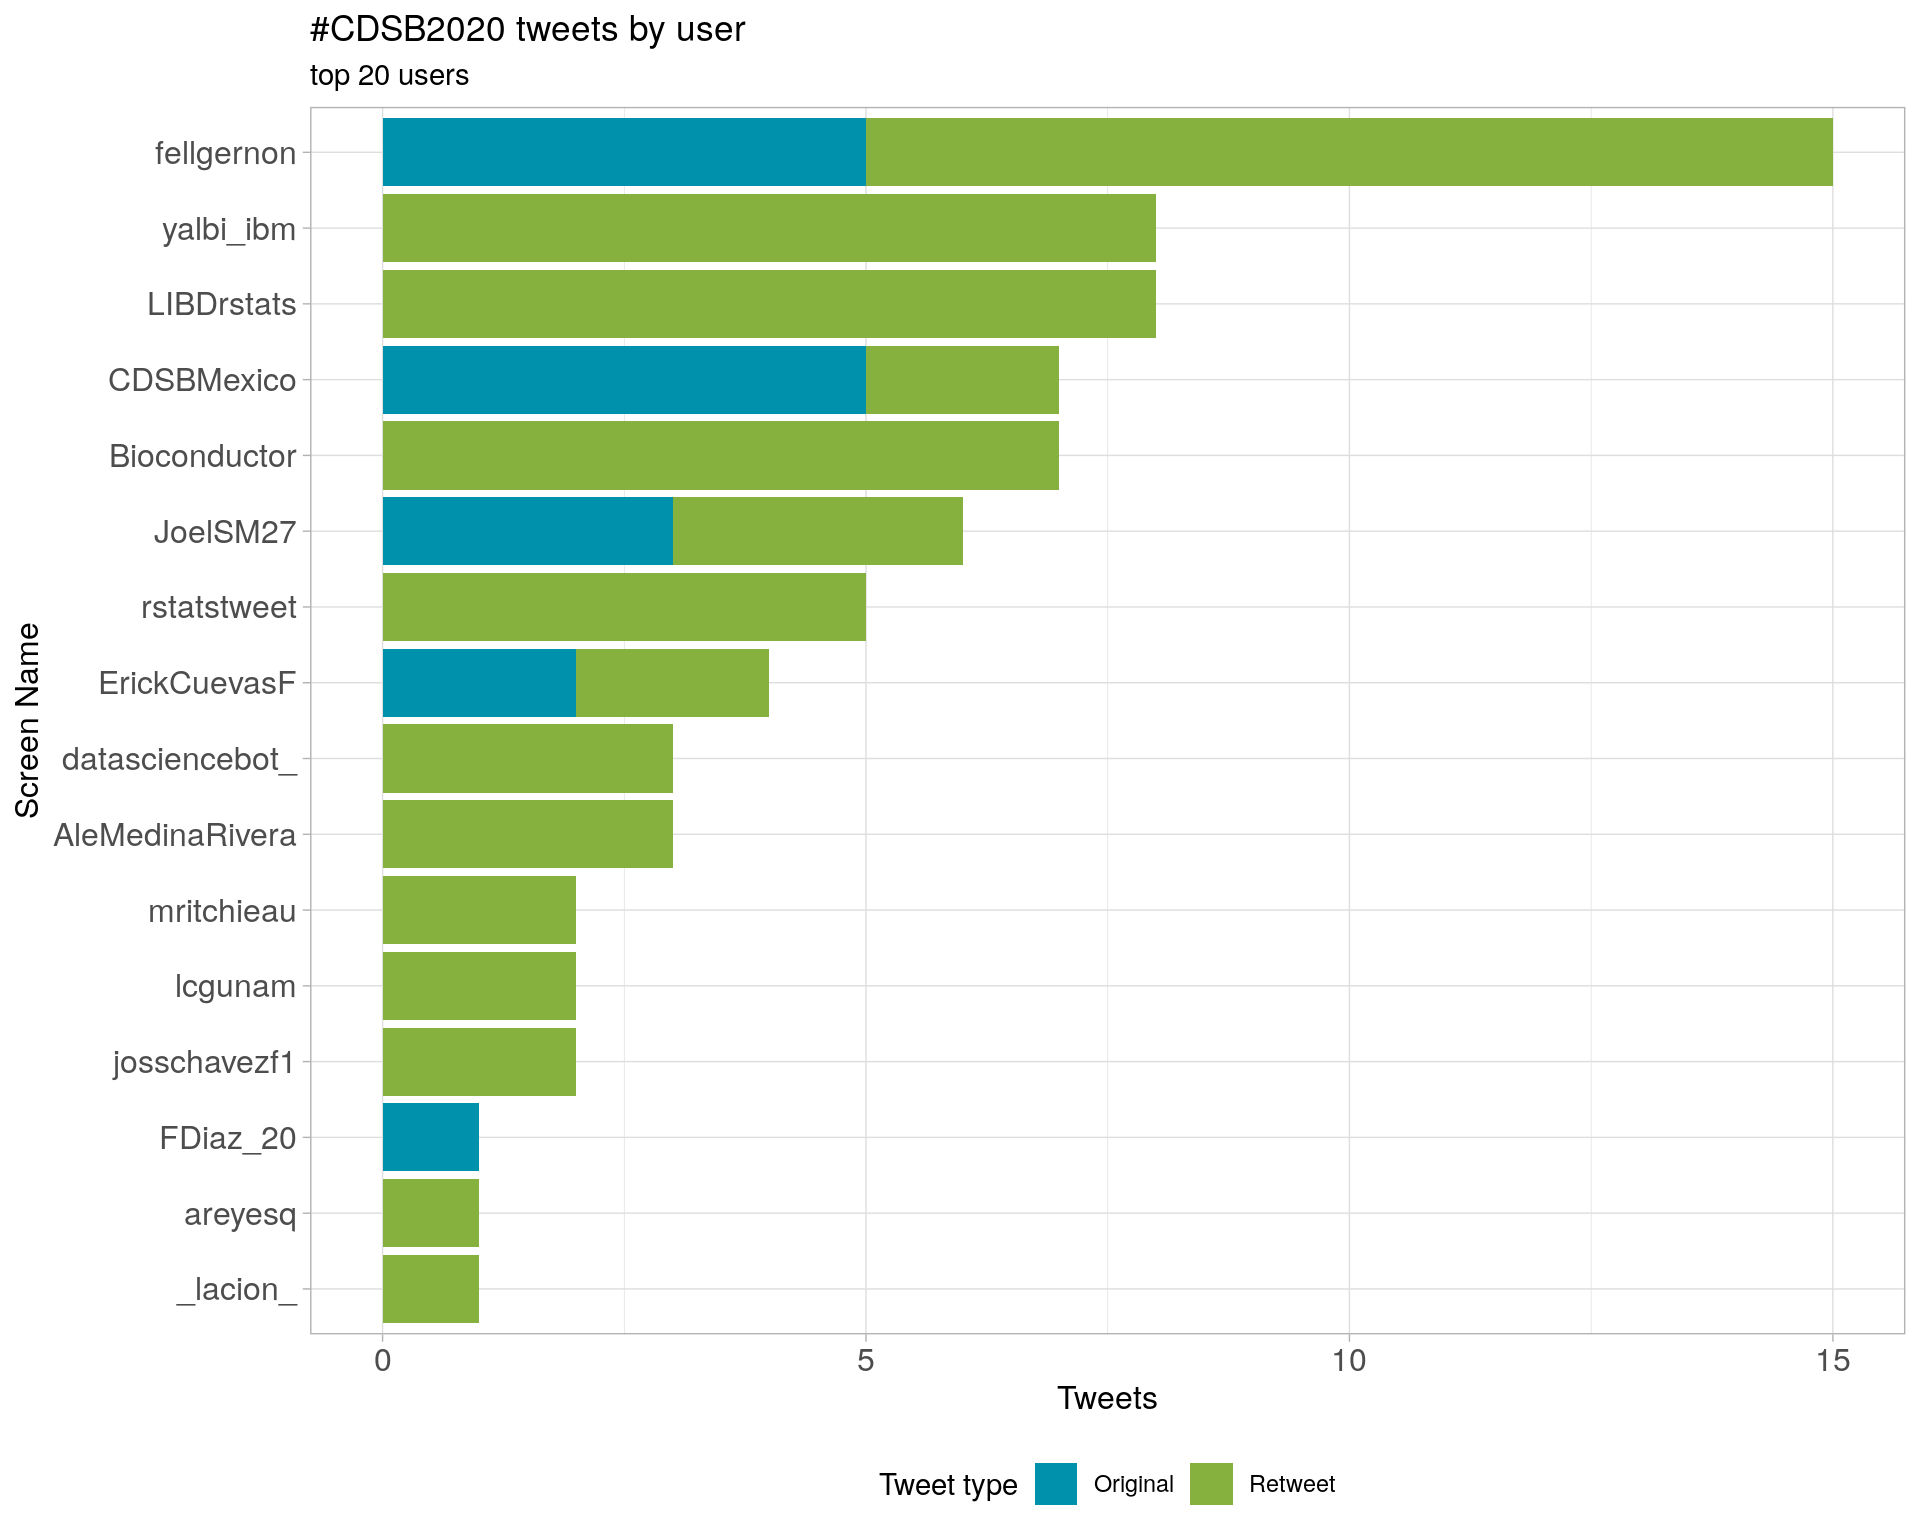 #CDSB2020 tweets by user
top 20 users
Screen Name
fellgernon
yalbi_ibm
LIBDrstats
CDSBMexico
Bioconductor
JoelSM27
rstatstweet
ErickCuevasF
datasciencebot_
AleMedinaRivera
mritchieau
lcgunam
josschavezf1
FDiaz_20
areyesq
_lacion_
0 5 10 15
Tweets
Tweet type Original Retweet